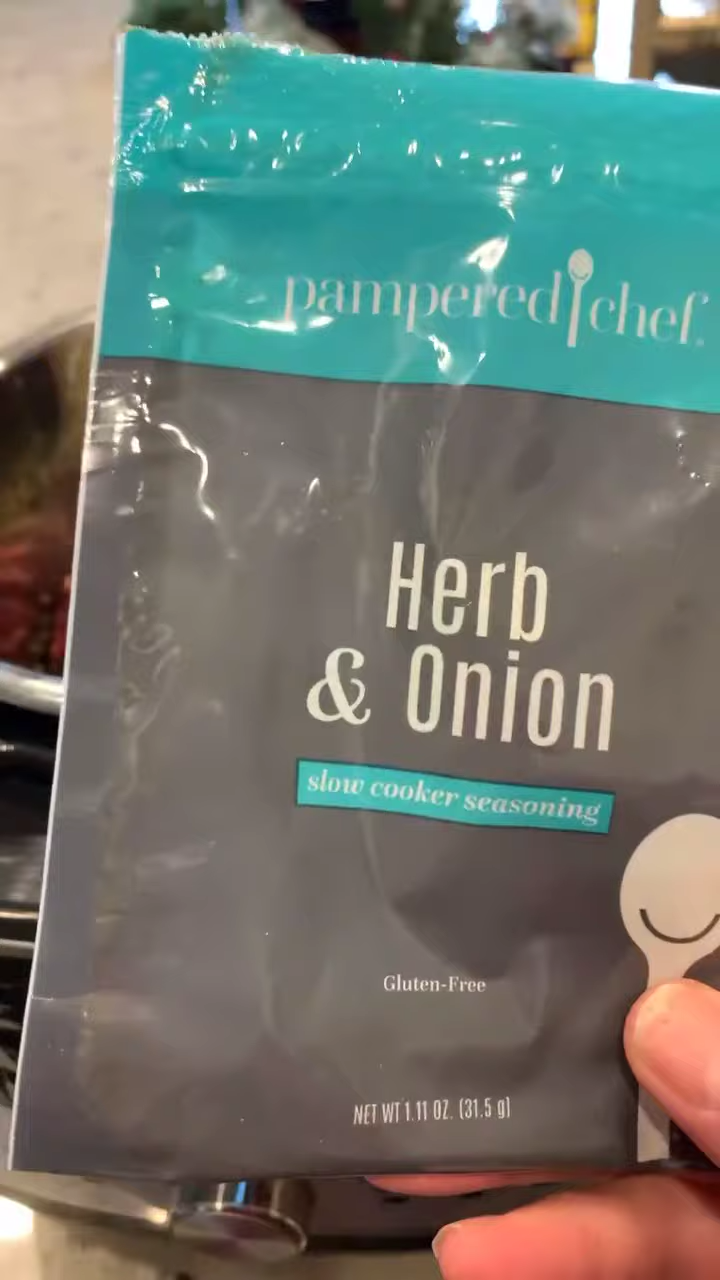 pampered chef®
Herb
& Onion
slow cooker seasoning
Gluten-Free
NET WT 1.11 OZ. (31.5 g)